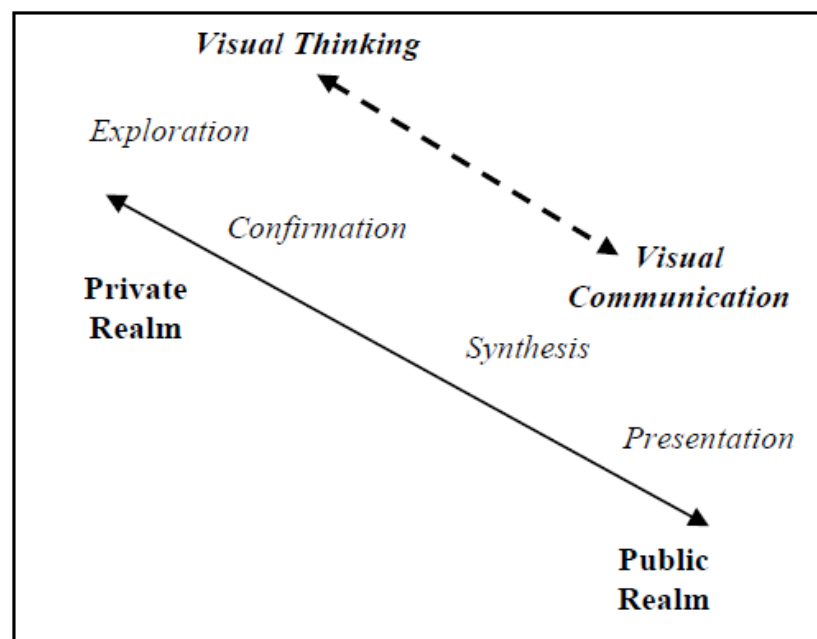 Visual Thinking
Exploration
Confirmation
Visual
Communication
Private
Realm
Synthesis
Presentation
Public
Realm